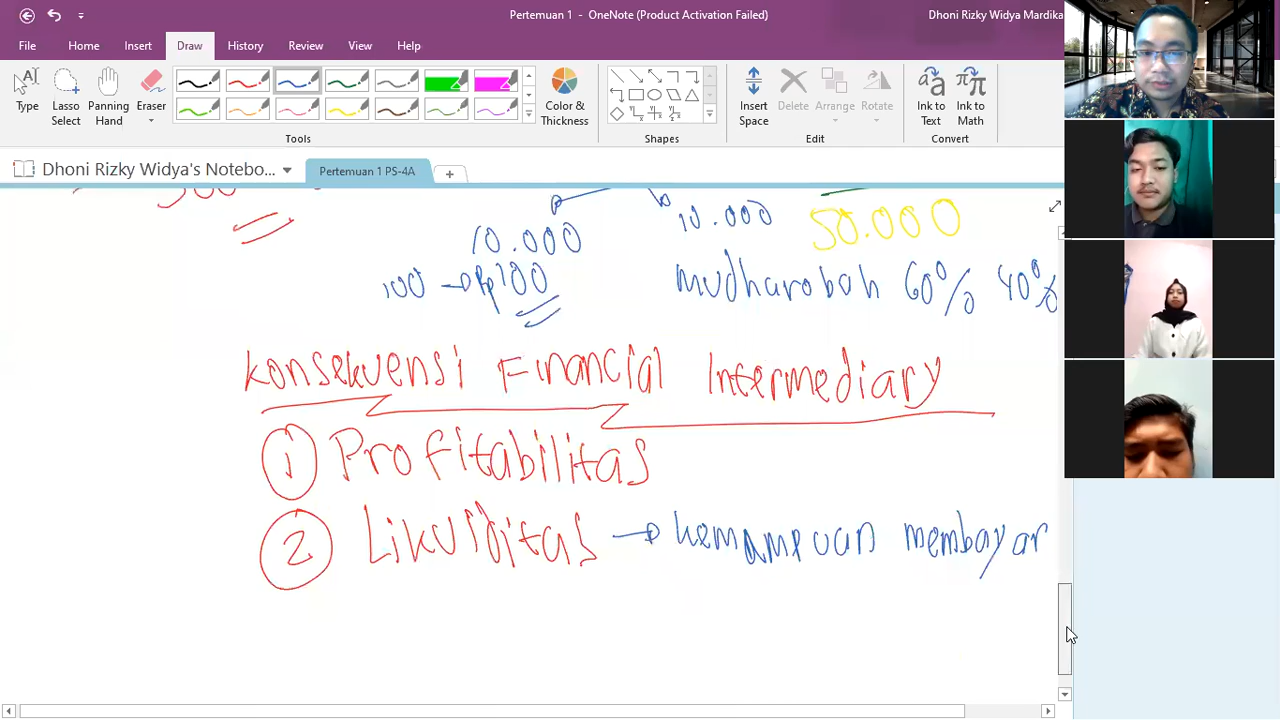 Pertemuan 1 - OneNote (Product Activation Failed)
Dhoni Rizky Widya Mardika
File Home Insert Draw History Review View Help
Type
Lasso Select
Panning Hand
Eraser
Color & Thickness
Insert Space
Delete
Arrange
Rotate
Ink to Text
Ink to Math
Tools
Shapes
Edit
Convert
Dhoni Rizky Widya's Notebo...
Pertemuan 1 PS-4A
10.000 10.000 50.000
100 → Rp 100
mudharobah 60% 40%
Konsekuensi Financial Intermediary
1 Profitabilitas
2 Likuiditas → kemampuan membayar